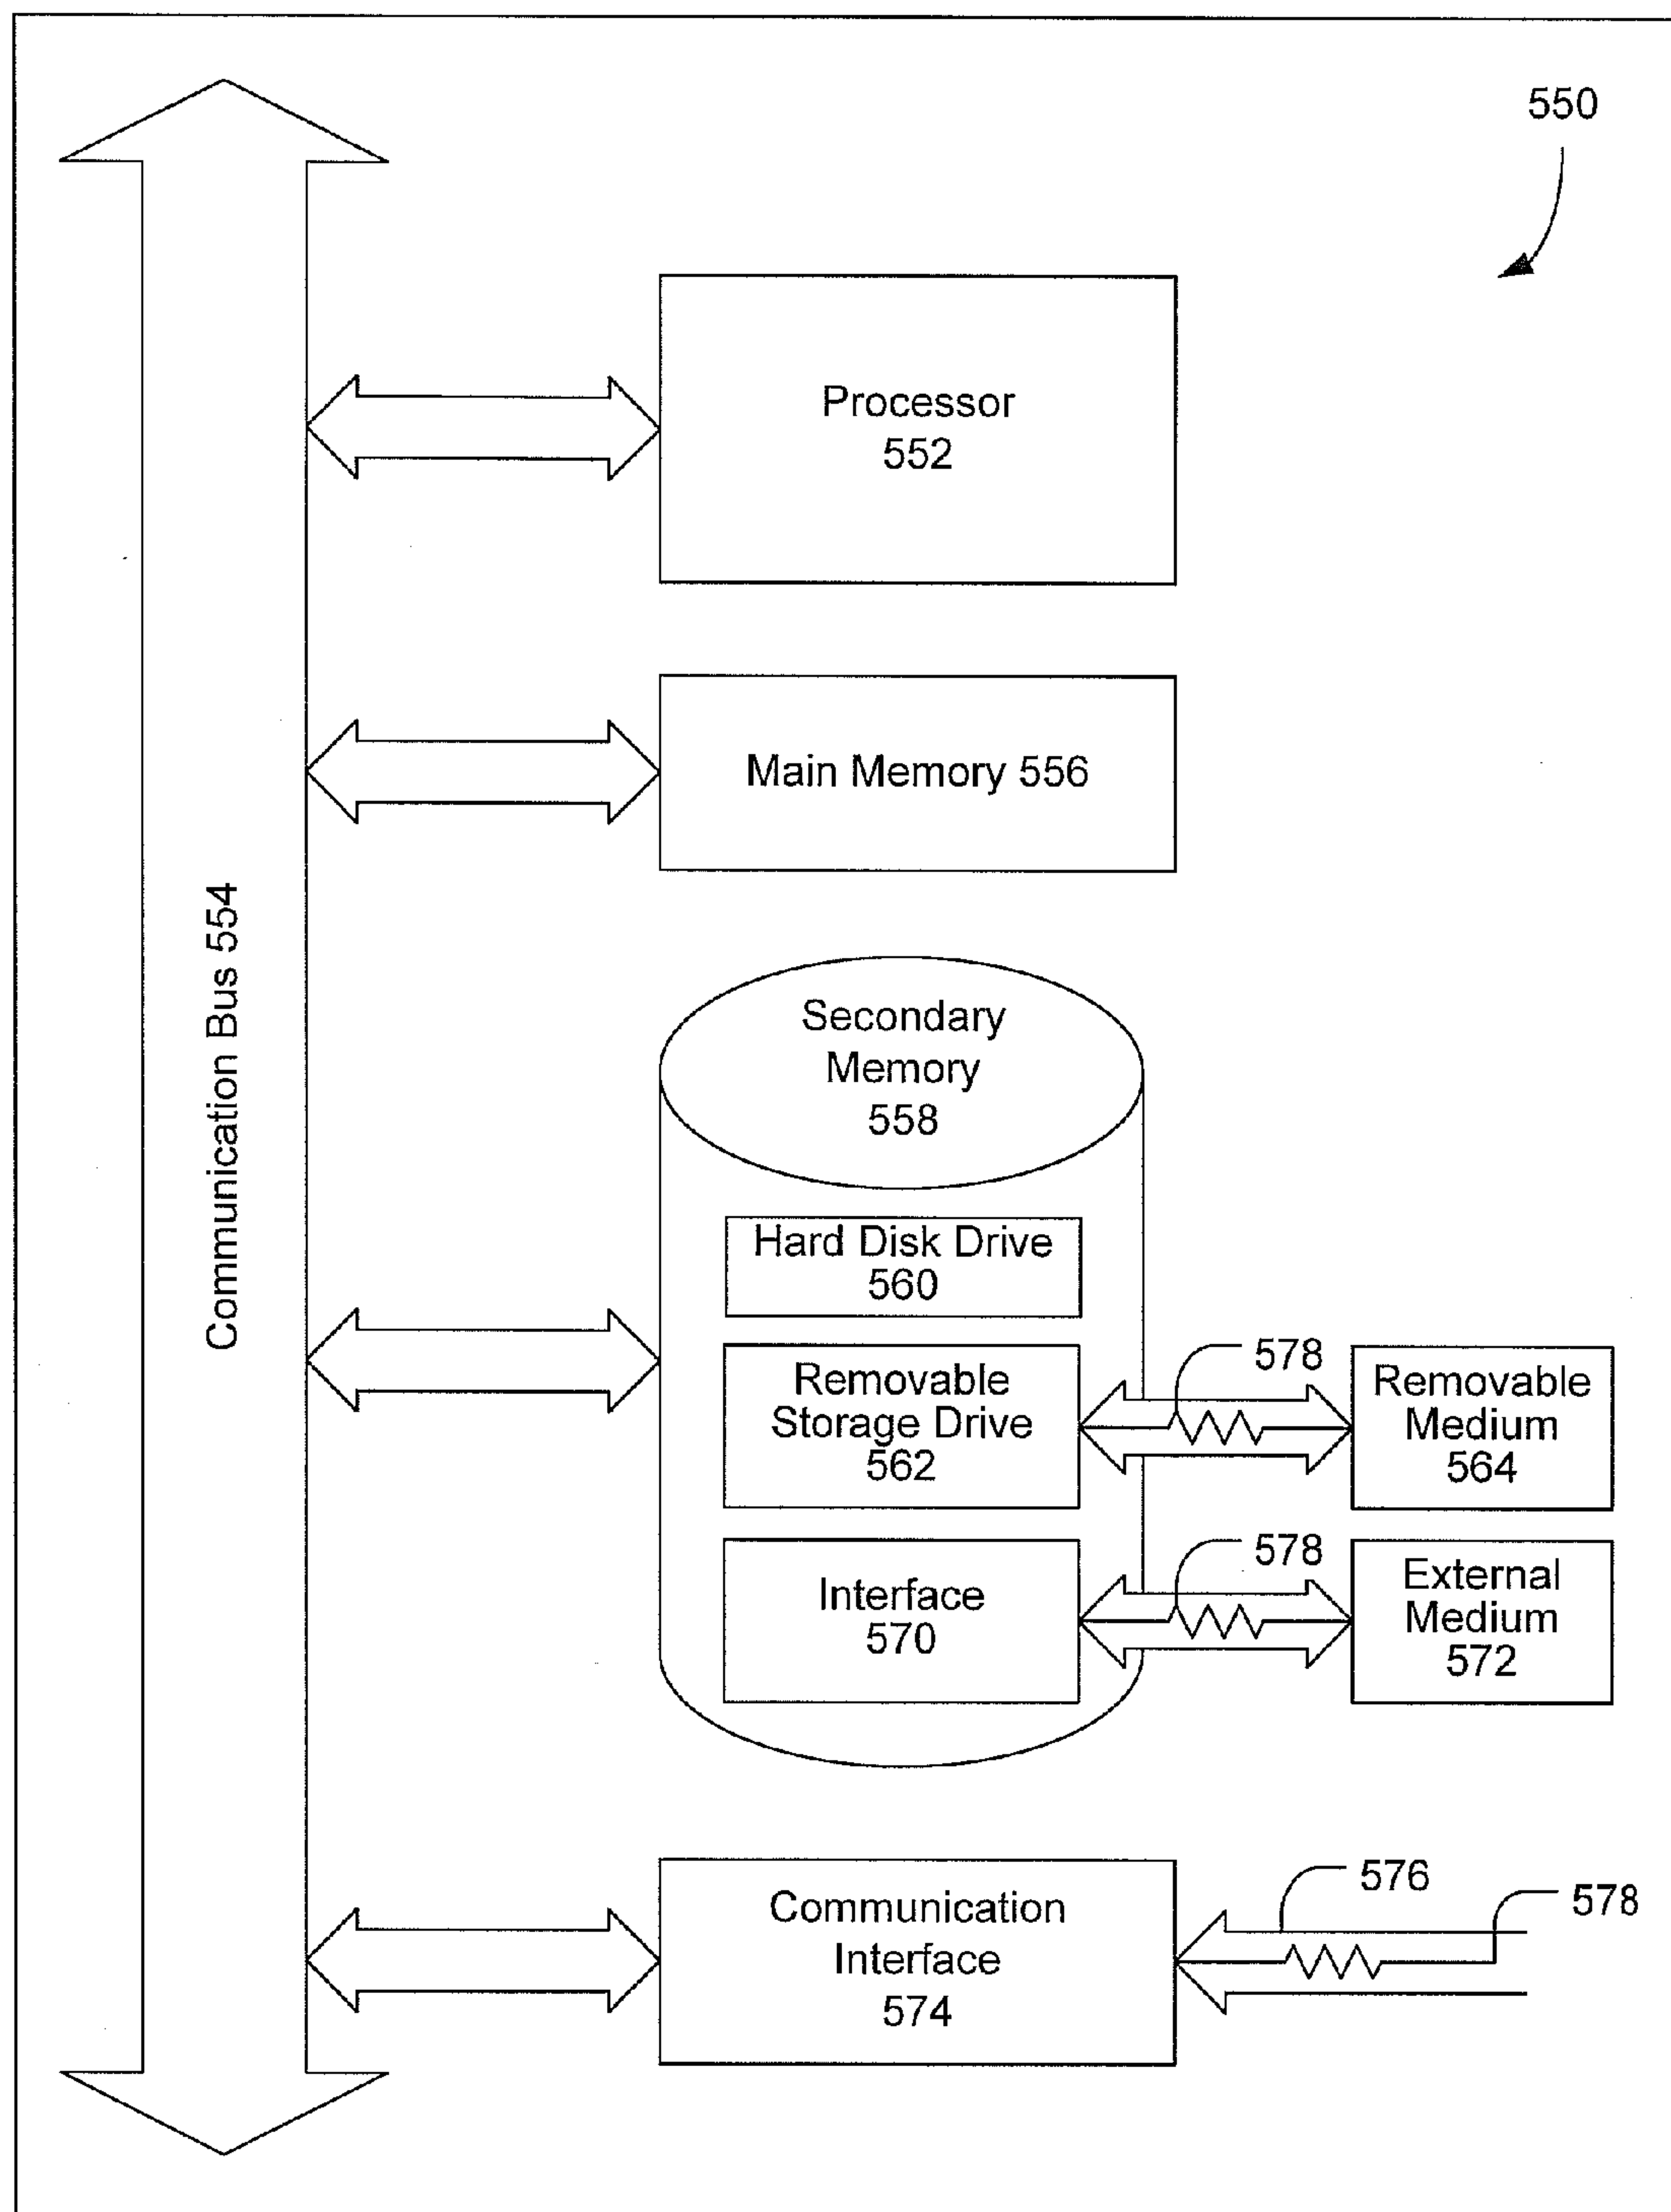 550
Processor
552
Main Memory 556
Communication Bus 554
Secondary
Memory
558
Hard Disk Drive
560
Removable
Storage Drive
562
578
Removable
Medium
564
Interface
570
578
External
Medium
572
Communication
Interface
574
576
578